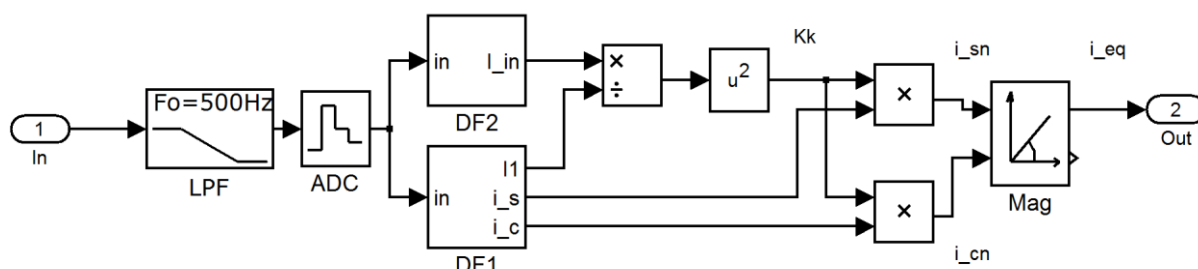 1
In
Fo=500Hz
LPF
ADC
in
I_in
DF2
in
I1
i_s
i_c
DF1
×
÷
u²
Kk
×
×
i_sn
i_cn
Mag
i_eq
2
Out